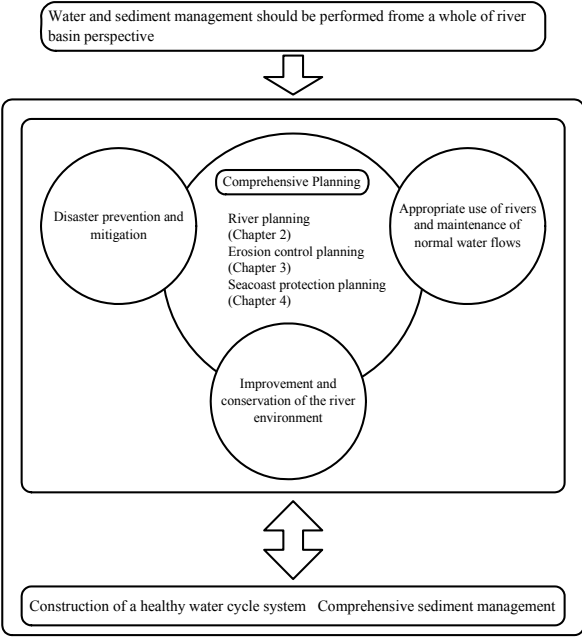 Water and sediment management should be performed frome a whole of river
basin perspective
Comprehensive Planning
Disaster prevention and
mitigation
River planning
(Chapter 2)
Erosion control planning
(Chapter 3)
Seacoast protection planning
(Chapter 4)
Appropriate use of rivers
and maintenance of
normal water flows
Improvement and
conservation of the river
environment
Construction of a healthy water cycle system Comprehensive sediment management